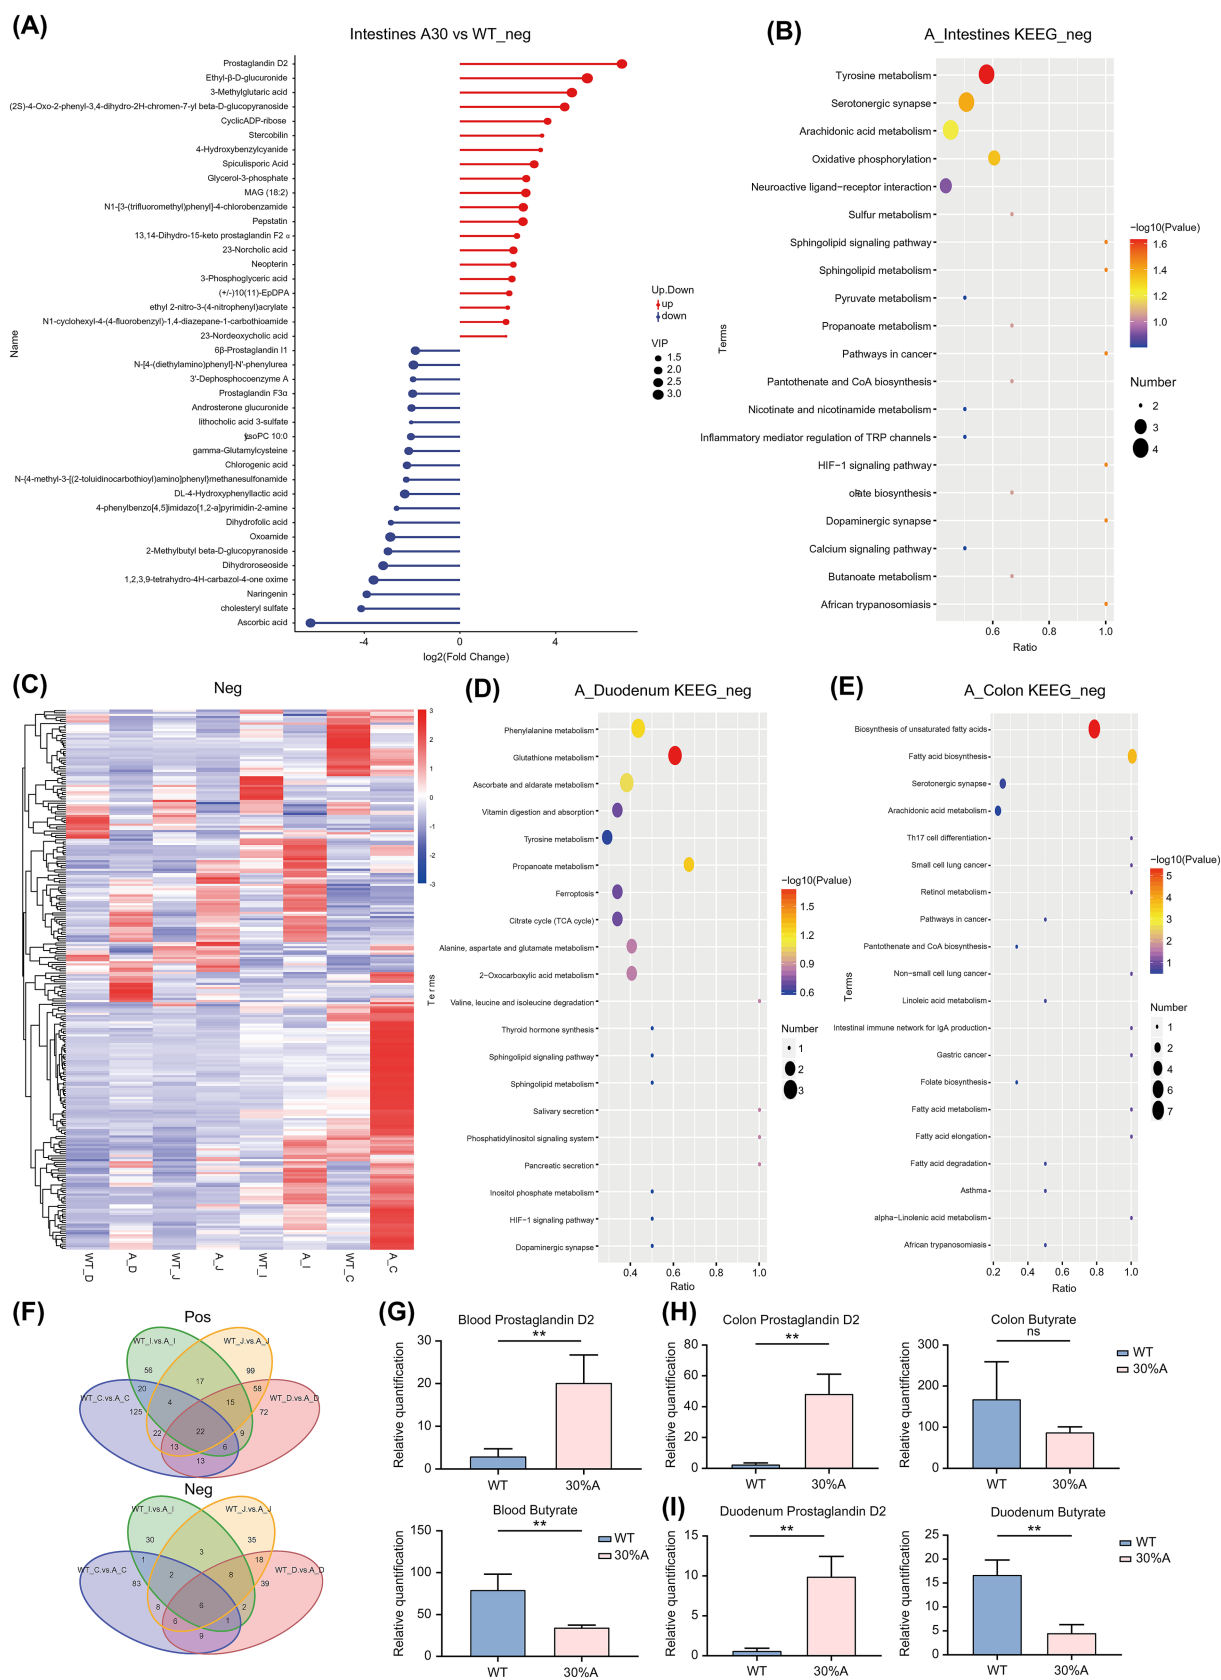 (A)
Intestines A30 vs WT_neg
Prostaglandin D2
Ethyl-β-D-glucuronide
3-Methylglutaric acid
(2S)-4-Oxo-2-phenyl-3,4-dihydro-2H-chromen-7-yl beta-D-glucopyranoside
CyclicADP-ribose
Stercobilin
4-Hydroxybenzylcyanide
Spiculisporic Acid
Glycerol-3-phosphate
MAG (18:2)
N1-[3-(trifluoromethyl)phenyl]-4-chlorobenzamide
Pepstatin
13,14-Dihydro-15-keto prostaglandin F2 α
23-Norcholic acid
Neopterin
3-Phosphoglyceric acid
(+/-)10(11)-EpDPA
ethyl 2-nitro-3-(4-nitrophenyl)acrylate
N1-cyclohexyl-4-(4-fluorobenzyl)-1,4-diazepane-1-carbothioamide
23-Nordeoxycholic acid
6β-Prostaglandin I1
N-[4-(diethylamino)phenyl]-N'-phenylurea
3'-Dephosphocoenzyme A
Prostaglandin F3α
Androsterone glucuronide
lithocholic acid 3-sulfate
LysoPC 10:0
gamma-Glutamylcysteine
Chlorogenic acid
N-{4-methyl-3-[(2-toluidinocarbothioyl)amino]phenyl}methanesulfonamide
DL-4-Hydroxyphenyllactic acid
4-phenylbenzo[4,5]imidazo[1,2-a]pyrimidin-2-amine
Dihydrofolic acid
Oxoamide
2-Methylbutyl beta-D-glucopyranoside
Dihydroroseoside
1,2,3,9-tetrahydro-4H-carbazol-4-one oxime
Naringenin
cholesteryl sulfate
Ascorbic acid
Name
-4
0
4
log2(Fold Change)
Up.Down
up
down
VIP
1.5
2.0
2.5
3.0
(B)
A_Intestines KEEG_neg
Tyrosine metabolism
Serotonergic synapse
Arachidonic acid metabolism
Oxidative phosphorylation
Neuroactive ligand−receptor interaction
Sulfur metabolism
Sphingolipid signaling pathway
Sphingolipid metabolism
Pyruvate metabolism
Propanoate metabolism
Pathways in cancer
Pantothenate and CoA biosynthesis
Nicotinate and nicotinamide metabolism
Inflammatory mediator regulation of TRP channels
HIF−1 signaling pathway
Folate biosynthesis
Dopaminergic synapse
Calcium signaling pathway
Butanoate metabolism
African trypanosomiasis
Terms
0.6
0.8
1.0
Ratio
−log10(Pvalue)
1.6
1.4
1.2
1.0
Number
2
3
4
(C)
Neg
3
2
1
0
-1
-2
-3
WT_D
A_D
WT_J
A_J
WT_I
A_I
WT_C
A_C
(D)
A_Duodenum KEEG_neg
Phenylalanine metabolism
Glutathione metabolism
Ascorbate and aldarate metabolism
Vitamin digestion and absorption
Tyrosine metabolism
Propanoate metabolism
Ferroptosis
Citrate cycle (TCA cycle)
Alanine, aspartate and glutamate metabolism
2−Oxocarboxylic acid metabolism
Valine, leucine and isoleucine degradation
Thyroid hormone synthesis
Sphingolipid signaling pathway
Sphingolipid metabolism
Salivary secretion
Phosphatidylinositol signaling system
Pancreatic secretion
Inositol phosphate metabolism
HIF−1 signaling pathway
Dopaminergic synapse
Terms
0.4
0.6
0.8
1.0
Ratio
−log10(Pvalue)
1.5
1.2
0.9
0.6
Number
1
2
3
(E)
A_Colon KEEG_neg
Biosynthesis of unsaturated fatty acids
Fatty acid biosynthesis
Serotonergic synapse
Arachidonic acid metabolism
Th17 cell differentiation
Small cell lung cancer
Retinol metabolism
Pathways in cancer
Pantothenate and CoA biosynthesis
Non−small cell lung cancer
Linoleic acid metabolism
Intestinal immune network for IgA production
Gastric cancer
Folate biosynthesis
Fatty acid metabolism
Fatty acid elongation
Fatty acid degradation
Asthma
alpha−Linolenic acid metabolism
African trypanosomiasis
Terms
0.2
0.4
0.6
0.8
1.0
Ratio
−log10(Pvalue)
5
4
3
2
1
Number
1
2
4
6
7
(F)
Pos
WT_I.vs.A_I
WT_J.vs.A_J
WT_C.vs.A_C
WT_D.vs.A_D
56
99
20
17
58
4
15
125
72
22
22
9
13
6
13
Neg
WT_I.vs.A_I
WT_J.vs.A_J
WT_C.vs.A_C
WT_D.vs.A_D
30
35
3
1
18
2
8
83
39
8
6
2
6
1
9
(G)
Blood Prostaglandin D2
**
Relative quantification
30
20
10
0
WT
30%A
Blood Butyrate
**
Relative quantification
100
50
0
WT
30%A
WT
30%A
(H)
Colon Prostaglandin D2
**
Relative quantification
80
60
40
20
0
WT
30%A
Colon Butyrate
ns
Relative quantification
300
200
100
0
WT
30%A
WT
30%A
(I)
Duodenum Prostaglandin D2
**
Relative quantification
15
10
5
0
WT
30%A
Duodenum Butyrate
**
Relative quantification
25
20
15
10
5
0
WT
30%A
WT
30%A